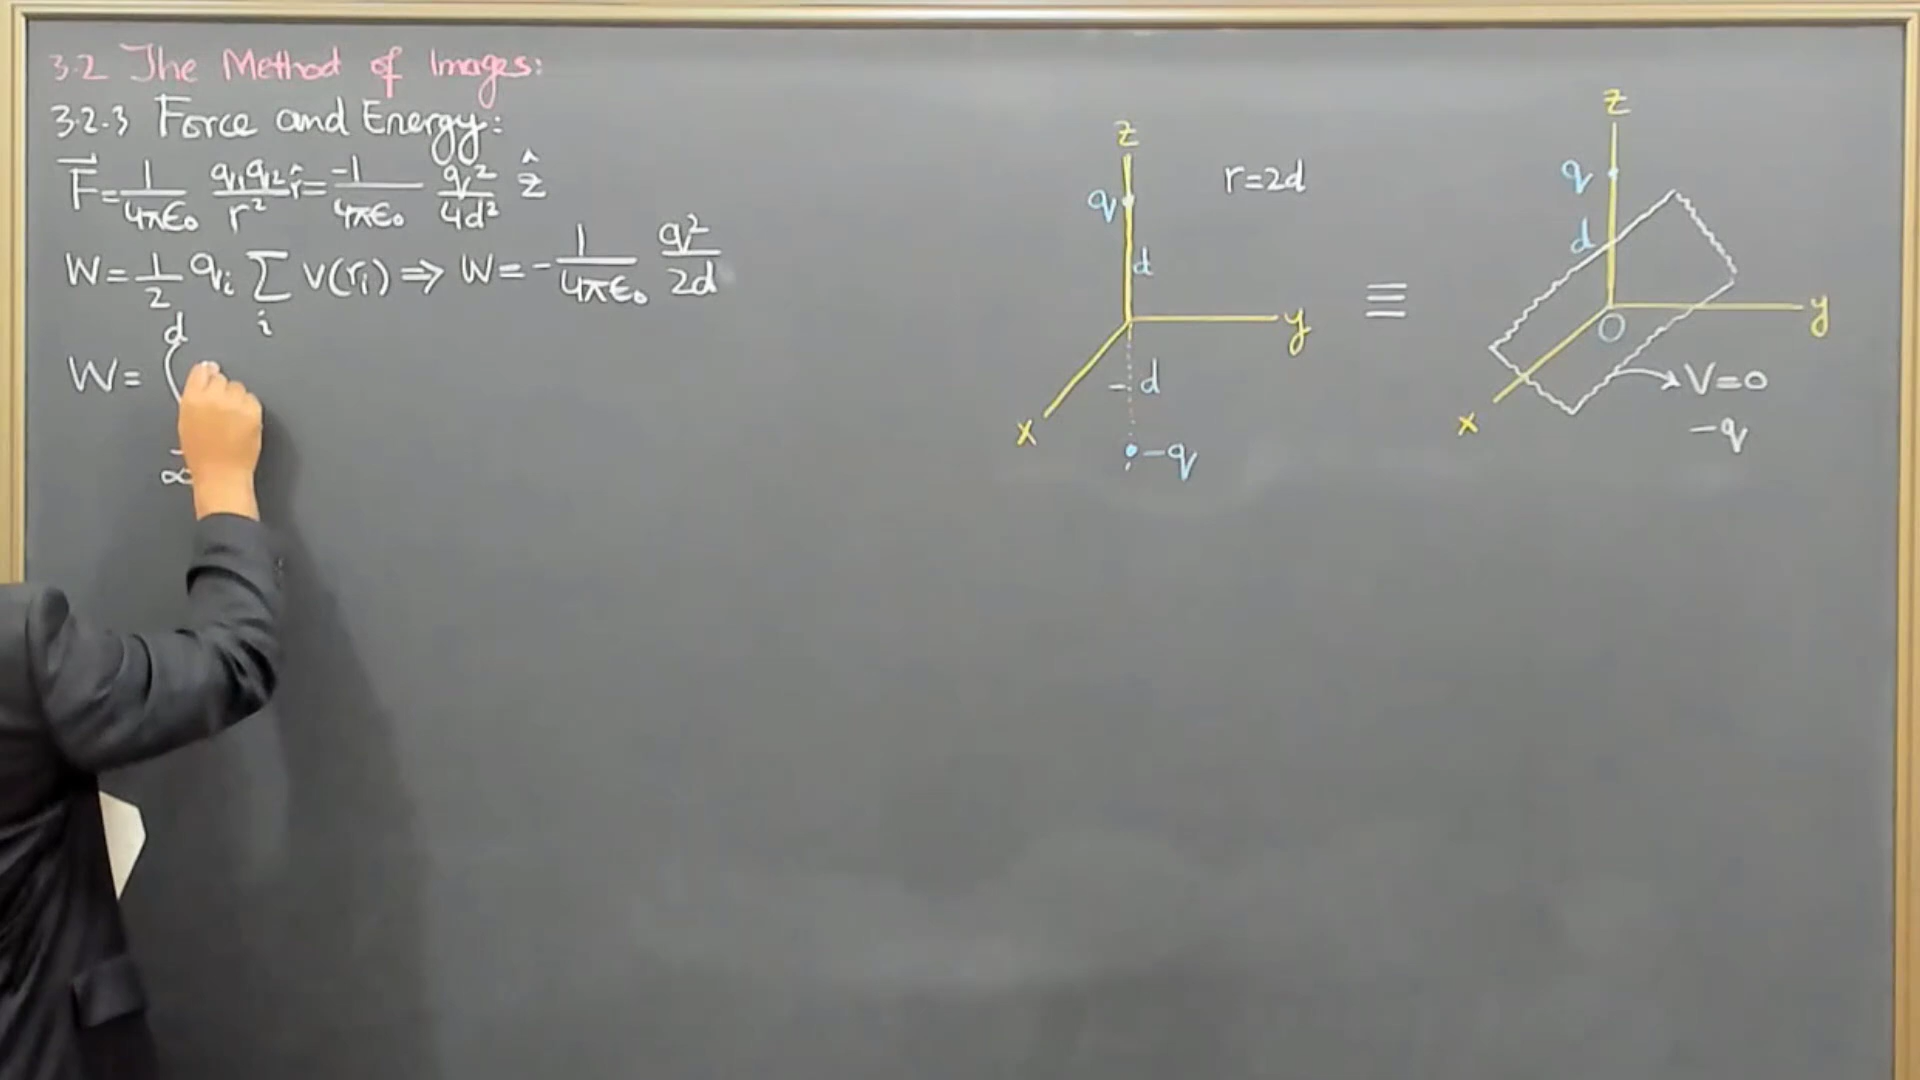 3.2 The Method of Images:
3.2.3 Force and Energy:
F⃗ = 1/4πϵ₀ q₁q₂/r² r̂ = -1/4πϵ₀ q²/4d² ẑ
W = 1/2 qᵢ ∑ᵢ V(rᵢ) ⇒ W = - 1/4πϵ₀ q²/2d
W = ∫
d
∞
z
q
r=2d
d
y
d
x
-q
≡
z
q
d
y
O
V=0
x
-q